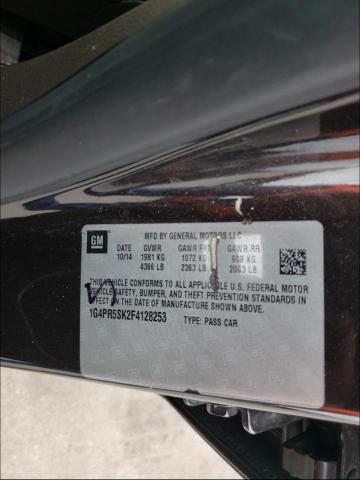 GM
MFD BY GENERAL MOTORS LLC
DATE GVWR GAWR FRT GAWR RR
10/14 1981 KG 1072 KG KG
4366 LB 2363 LB LB
THIS VEHICLE CONFORMS TO ALL APPLICABLE U.S. FEDERAL MOTOR
VEHICLE SAFETY, BUMPER, AND THEFT PREVENTION STANDARDS IN
EFFECT ON THE DATE OF MANUFACTURE SHOWN ABOVE.
1G4PR5SK2F4128253 TYPE: PASS CAR